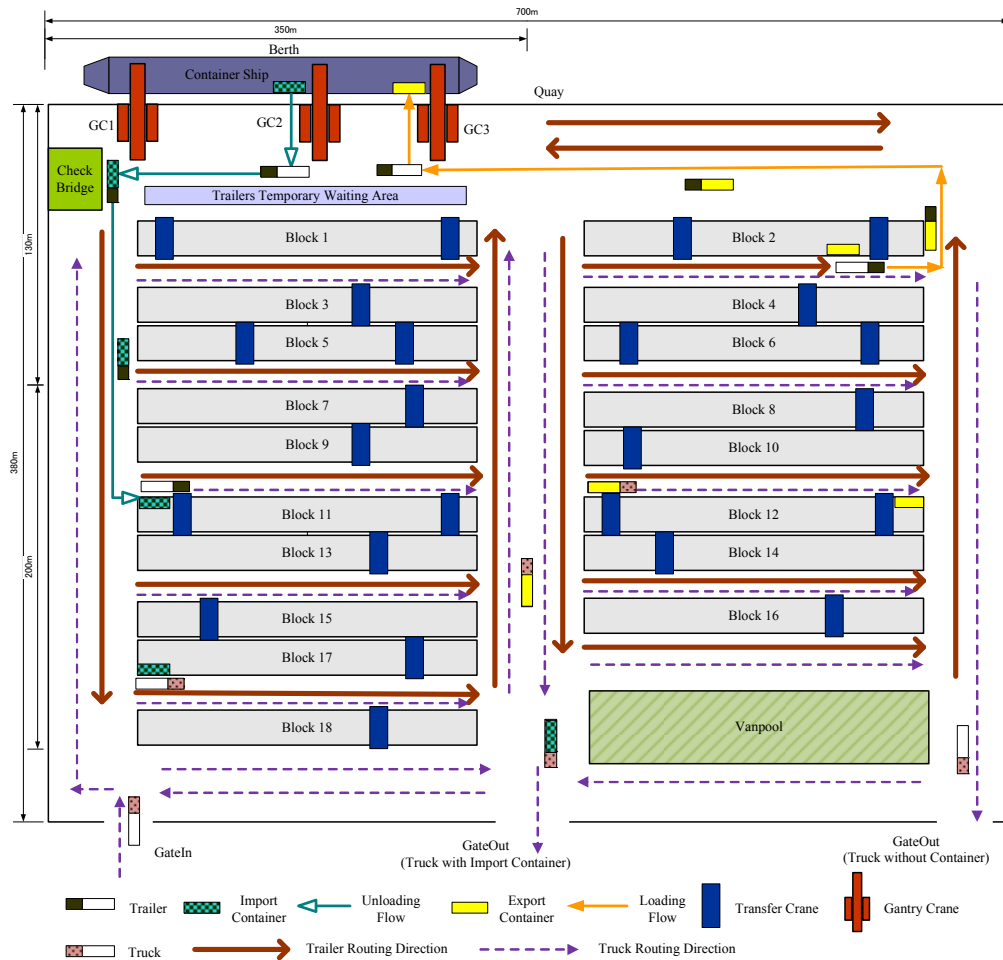 700m
350m
Berth
Container Ship
Quay
GC1
GC2
GC3
Check
Bridge
Trailers Temporary Waiting Area
130m
Block 1
Block 2
Block 3
Block 4
Block 5
Block 6
Block 7
Block 8
Block 9
Block 10
380m
Block 11
Block 12
Block 13
Block 14
200m
Block 15
Block 16
Block 17
Block 18
Vanpool
GateIn
GateOut
(Truck with Import Container)
GateOut
(Truck without Container)
Trailer
Import
Container
Unloading
Flow
Export
Container
Loading
Flow
Transfer Crane
Gantry Crane
Truck
Trailer Routing Direction
Truck Routing Direction